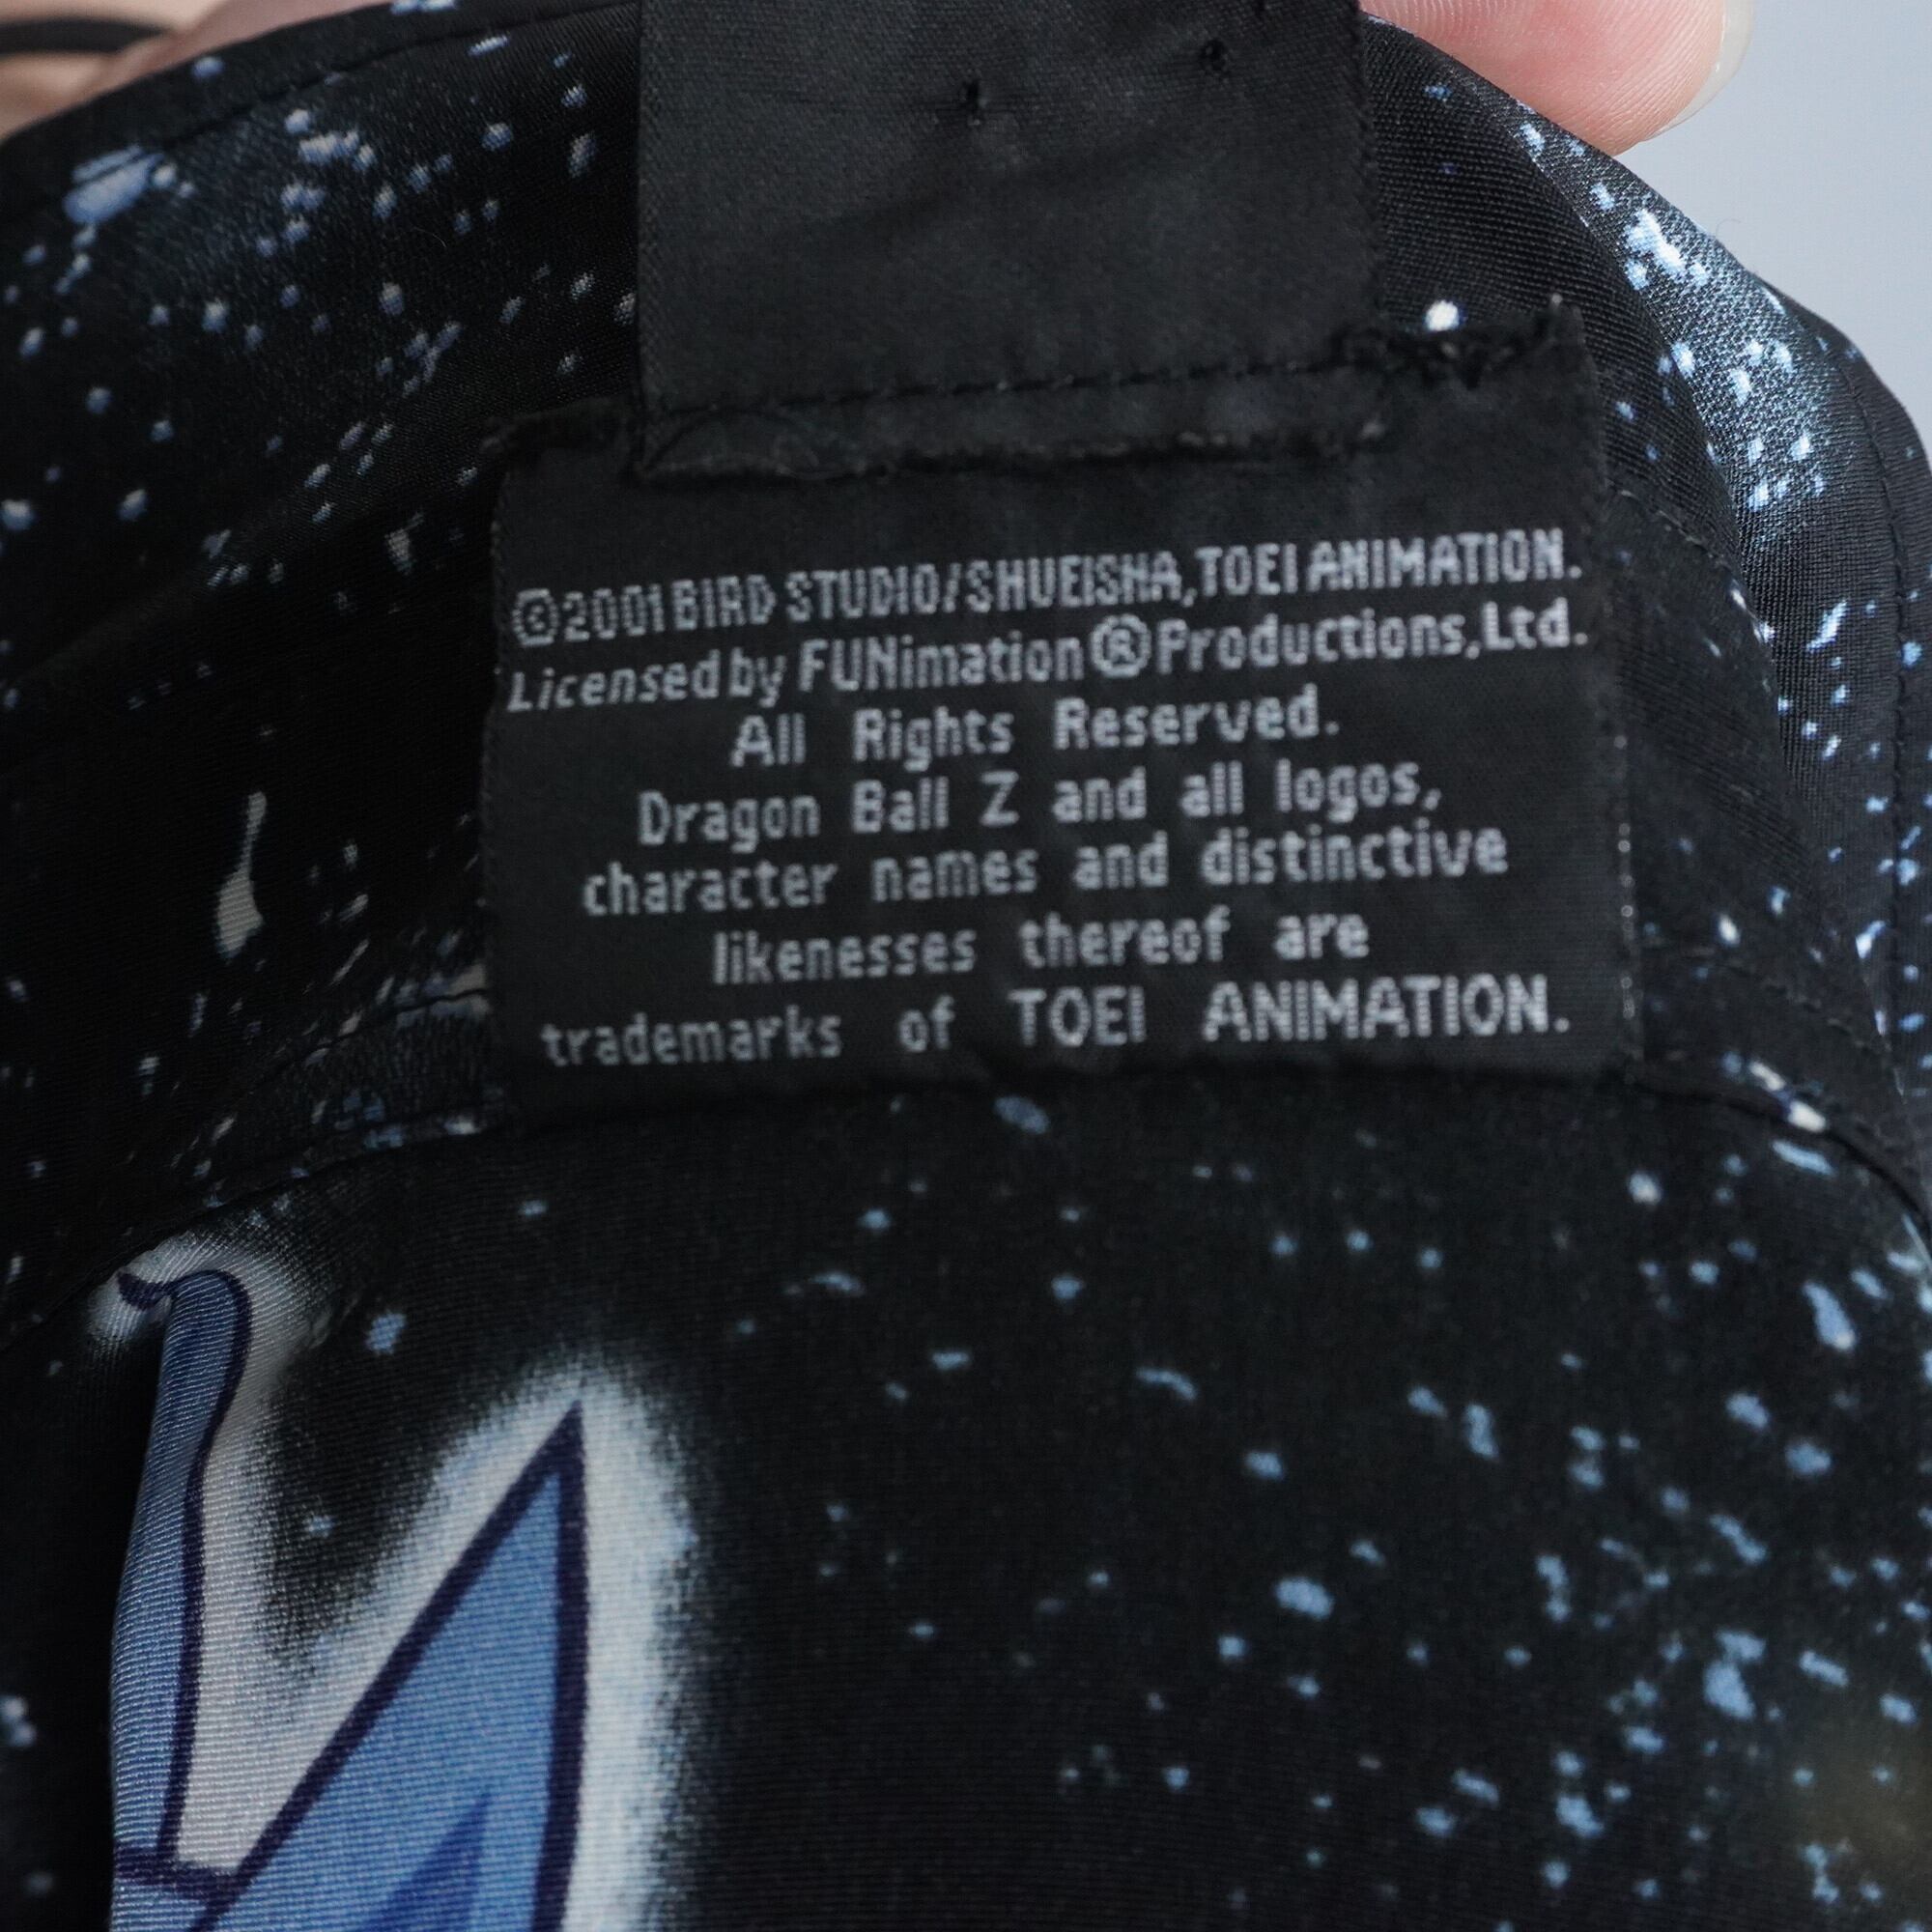 ©2001 BIRD STUDIO/SHUEISHA,TOEI ANIMATION.
Licensed by FUNimation®Productions,Ltd.
All Rights Reserved.
Dragon Ball Z and all logos,
character names and distinctive
likenesses thereof are
trademarks of TOEI ANIMATION.